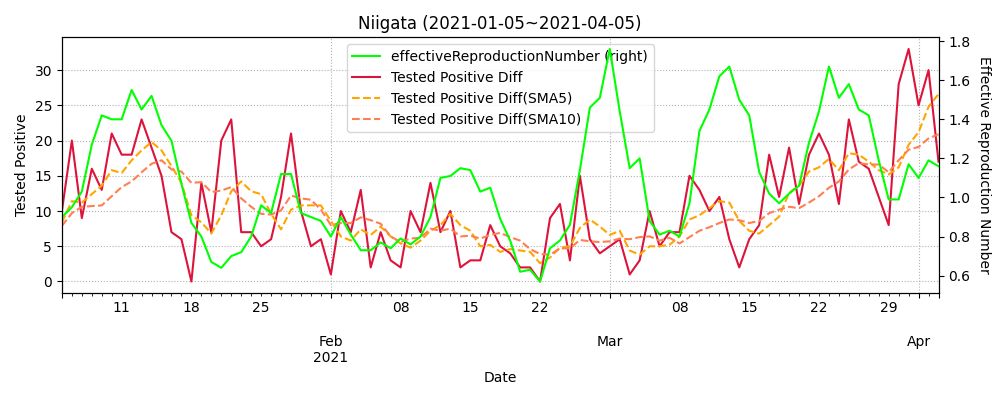 Niigata (2021-01-05~2021-04-05)
effectiveReproductionNumber (right)
Tested Positive Diff
Tested Positive Diff(SMA5)
Tested Positive Diff(SMA10)
Tested Positive
30
25
20
15
10
5
0
1.8
1.6
1.4
1.2
1.0
0.8
0.6
Effective Reproduction Number
11 18 25 08 15 22 08 15 22 29
Feb Mar Apr
2021
Date